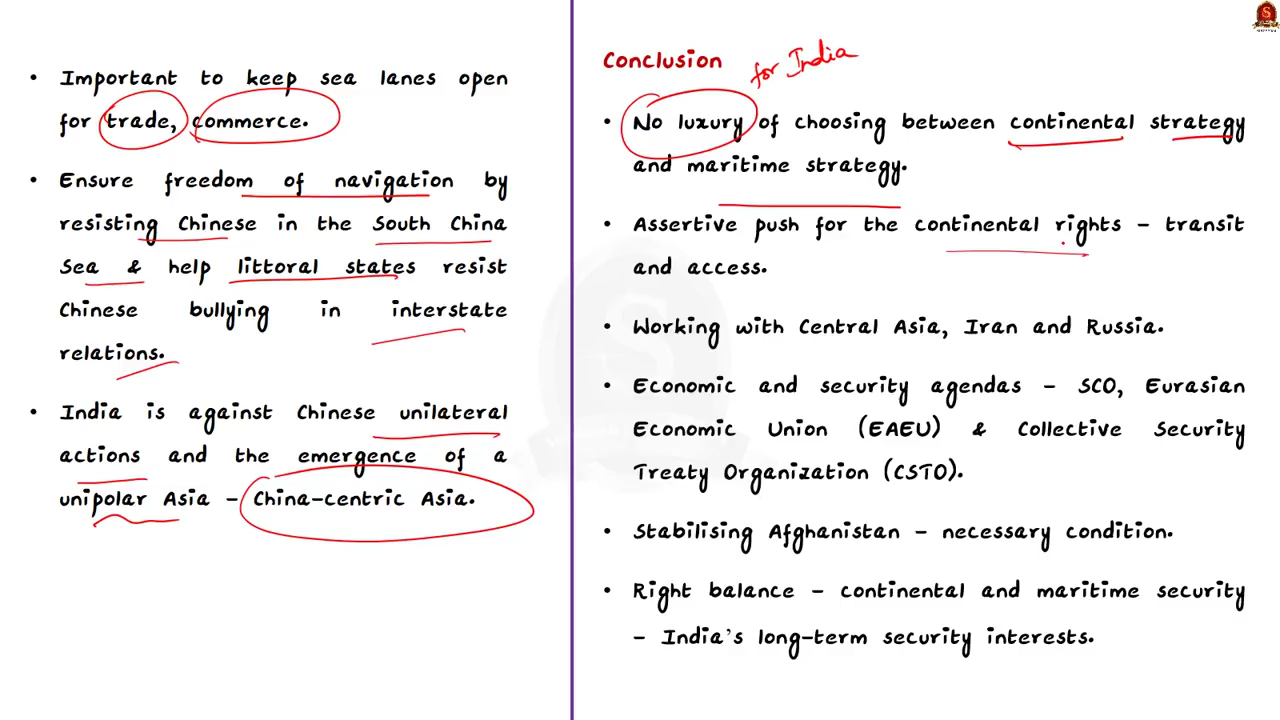 • Important to keep sea lanes open
for trade, commerce.
• Ensure freedom of navigation by
resisting Chinese in the South China
Sea & help littoral states resist
Chinese bullying in interstate
relations.
• India is against Chinese unilateral
actions and the emergence of a
unipolar Asia – China-centric Asia.
Conclusion
for India
• No luxury of choosing between continental strategy
and maritime strategy.
• Assertive push for the continental rights – transit
and access.
• Working with Central Asia, Iran and Russia.
• Economic and security agendas – SCO, Eurasian
Economic Union (EAEU) & Collective Security
Treaty Organization (CSTO).
• Stabilising Afghanistan – necessary condition.
• Right balance – continental and maritime security
– India's long-term security interests.